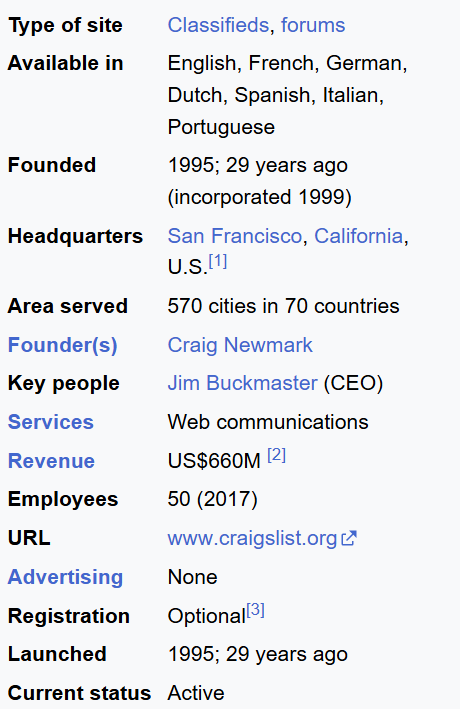 Type of site Classifieds, forums
Available in English, French, German,
Dutch, Spanish, Italian,
Portuguese
Founded 1995; 29 years ago
(incorporated 1999)
Headquarters San Francisco, California,
U.S.[1]
Area served 570 cities in 70 countries
Founder(s) Craig Newmark
Key people Jim Buckmaster (CEO)
Services Web communications
Revenue US$660M [2]
Employees 50 (2017)
URL www.craigslist.org
Advertising None
Registration Optional[3]
Launched 1995; 29 years ago
Current status Active